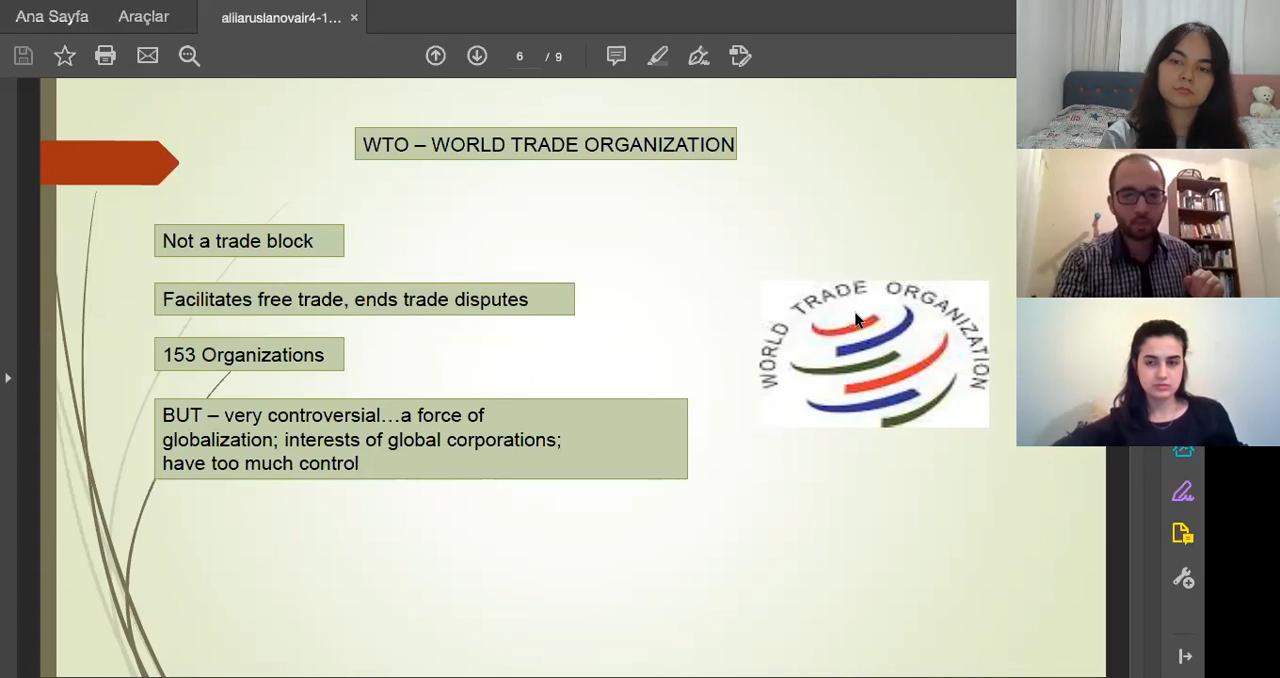 Ana Sayfa
Araçlar
aliiaruslanovair4-1...
×
6 / 9
WTO – WORLD TRADE ORGANIZATION
Not a trade block
Facilitates free trade, ends trade disputes
153 Organizations
BUT – very controversial…a force of
globalization; interests of global corporations;
have too much control
WORLD TRADE ORGANIZATION